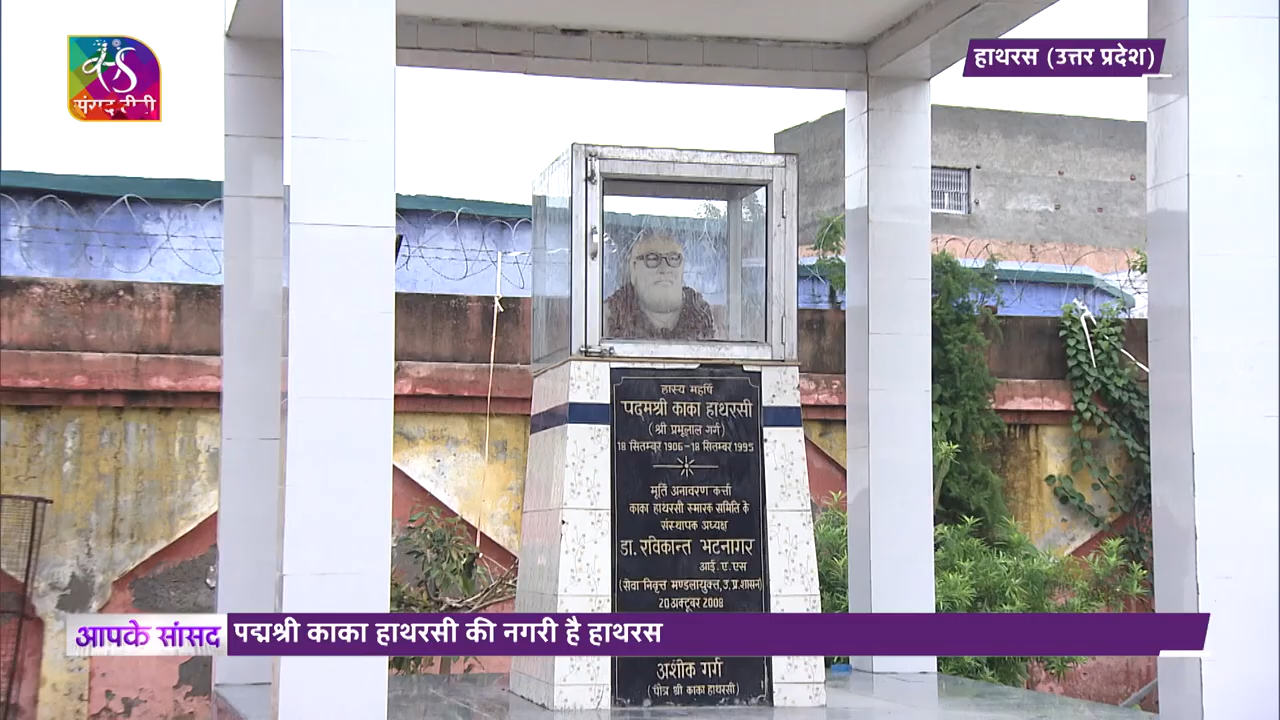 संसद टीवी
हाथरस (उत्तर प्रदेश)
हास्य महर्षि
पद्मश्री काका हाथरसी
(श्री प्रभूलाल गर्ग)
18 सितम्बर 1906-18 सितम्बर 1995
मूर्ति अनावरण कर्त्ता
काका हाथरसी स्मारक समिति के
संस्थापक अध्यक्ष
डा. रविकान्त भटनागर
आई.ए.एस
(सेवा निवृत्त मण्डलायुक्त, उ.प्र.शासन)
20 अक्टूबर 2008
आपके सांसद
पद्मश्री काका हाथरसी की नगरी है हाथरस
अशोक गर्ग
(पौत्र श्री काका हाथरसी)